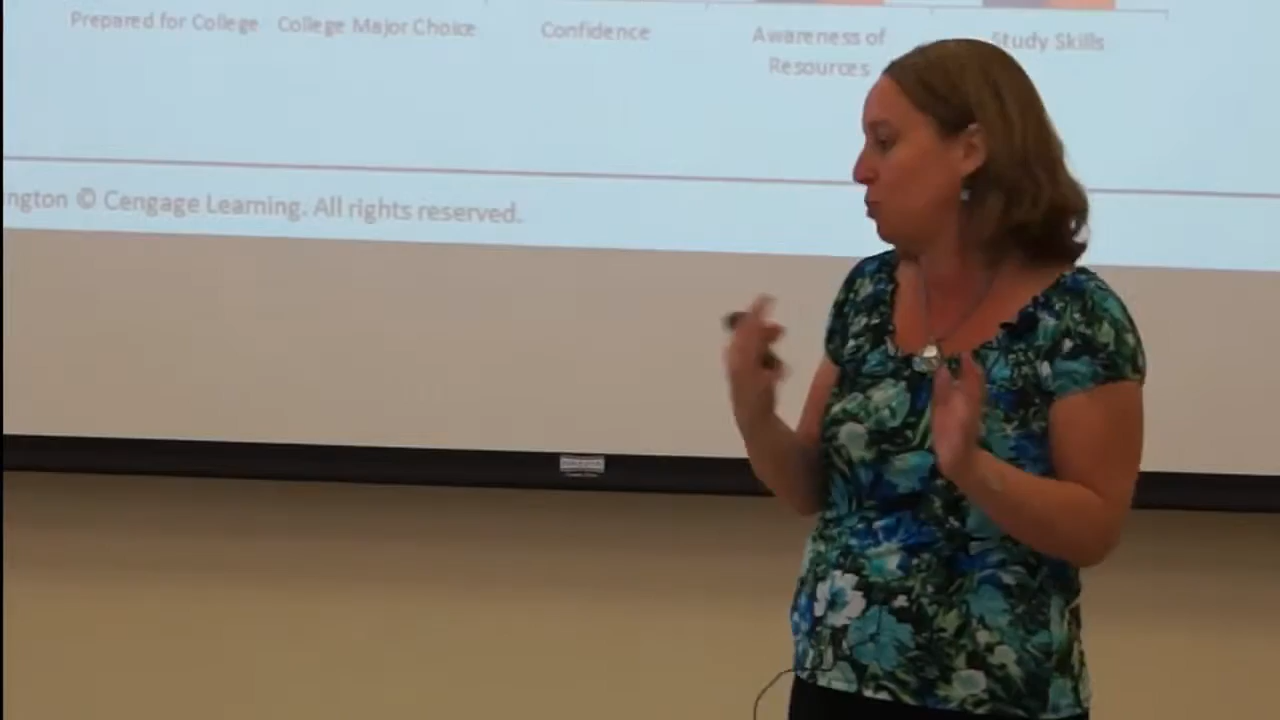 Prepared for College
College Major Choice
Confidence
Awareness of
Resources
Study Skills
ngton © Cengage Learning. All rights reserved.